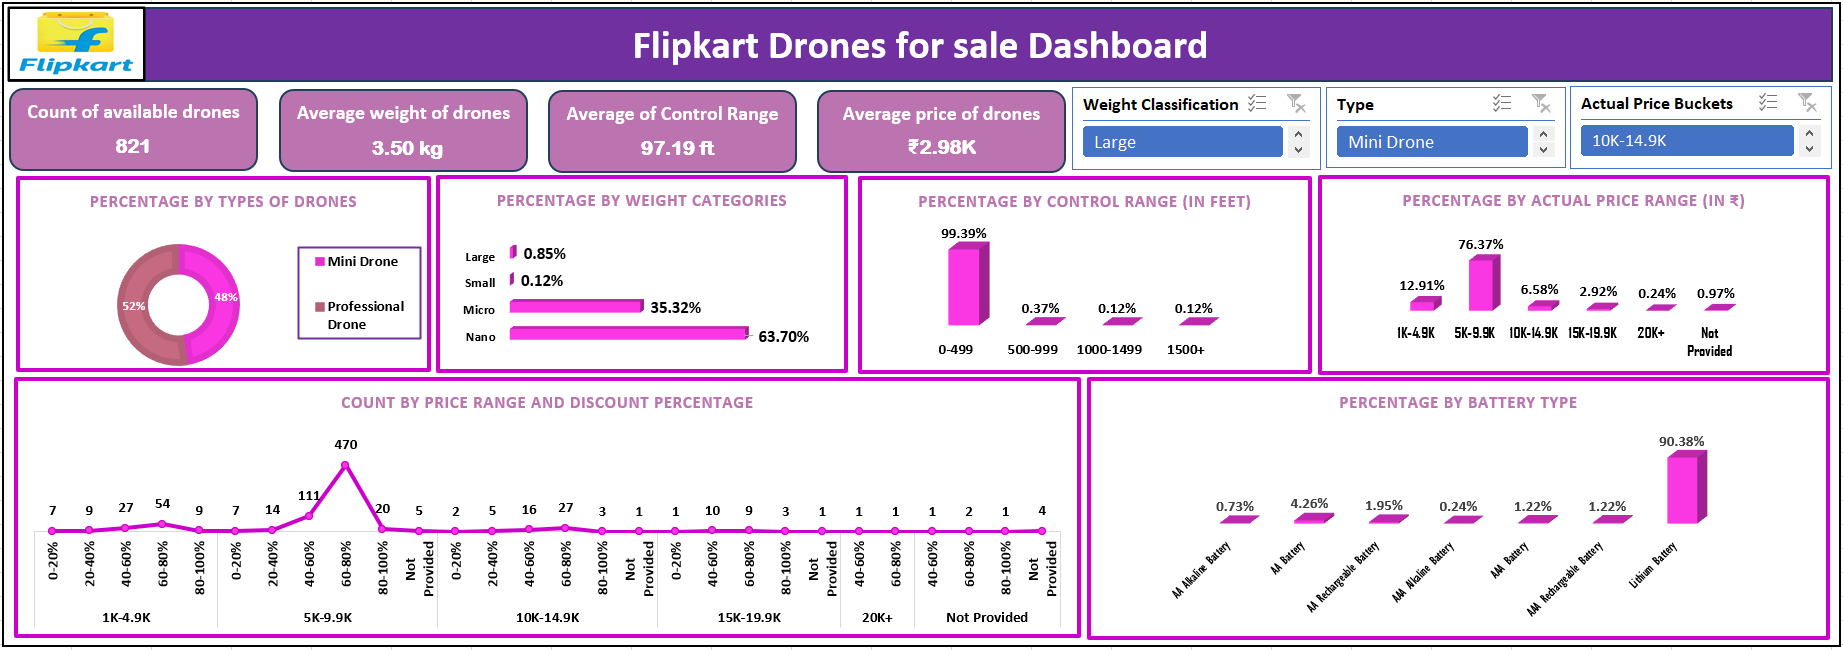 Flipkart
Flipkart Drones for sale Dashboard
Count of available drones
821
Average weight of drones
3.50 kg
Average of Control Range
97.19 ft
Average price of drones
₹2.98K
Weight Classification
Large
Type
Mini Drone
Actual Price Buckets
10K-14.9K
PERCENTAGE BY TYPES OF DRONES
52%
48%
Mini Drone
Professional
Drone
PERCENTAGE BY WEIGHT CATEGORIES
Large 0.85%
Small 0.12%
Micro 35.32%
Nano 63.70%
PERCENTAGE BY CONTROL RANGE (IN FEET)
99.39% 0.37% 0.12% 0.12%
0-499 500-999 1000-1499 1500+
PERCENTAGE BY ACTUAL PRICE RANGE (IN ₹)
12.91% 76.37% 6.58% 2.92% 0.24% 0.97%
1K-4.9K 5K-9.9K 10K-14.9K 15K-19.9K 20K+ Not
Provided
COUNT BY PRICE RANGE AND DISCOUNT PERCENTAGE
7 9 27 54 9 7 14 111 470 20 5 2 5 16 27 3 1 1 10 9 3 1 1 1 1 2 1 4
0-20% 20-40% 40-60% 60-80% 80-100% 0-20% 20-40% 40-60% 60-80% 80-100% Not Provided 0-20% 20-40% 40-60% 60-80% 80-100% Not Provided 0-20% 40-60% 60-80% 80-100% Not Provided 40-60% 60-80% 40-60% 60-80% 80-100% Not Provided
1K-4.9K 5K-9.9K 10K-14.9K 15K-19.9K 20K+ Not Provided
PERCENTAGE BY BATTERY TYPE
0.73% 4.26% 1.95% 0.24% 1.22% 1.22% 90.38%
AA Alkaline Battery
AA Battery
AA Rechargeable Battery
AAA Alkaline Battery
AAA Battery
AAA Rechargeable Battery
Lithium Battery